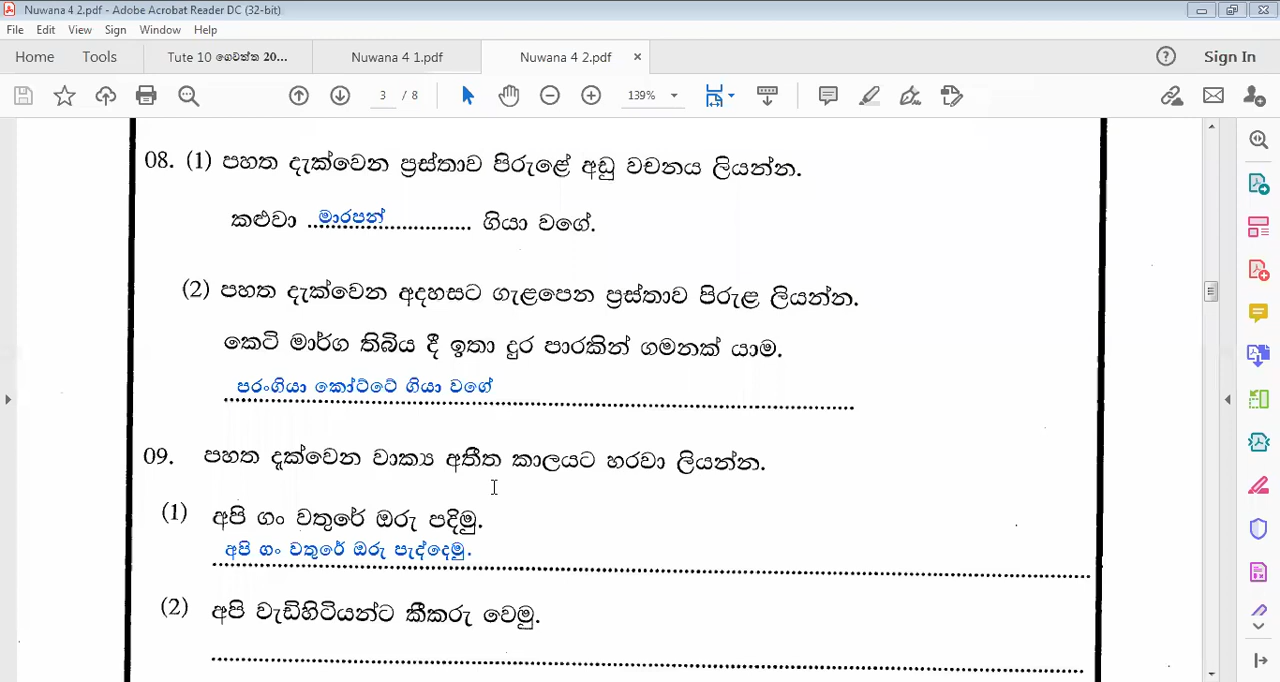 Nuwana 4 2.pdf - Adobe Acrobat Reader DC (32-bit)
File Edit View Sign Window Help
Home Tools Tute 10 ගෙවත්ත 20... Nuwana 4 1.pdf Nuwana 4 2.pdf × Sign In
3 / 8 139%
08. (1) පහත දැක්වෙන ප්‍රස්තාව පිරුළේ අඩු වචනය ලියන්න.
කළුවා ....මාරපන්.... ගියා වගේ.
(2) පහත දැක්වෙන අදහසට ගැළපෙන ප්‍රස්තාව පිරුළ ලියන්න.
කෙටි මාර්ග තිබිය දී ඉතා දුර පාරකින් ගමනක් යාම.
පරංගියා කෝට්ටේ ගියා වගේ
09. පහත දැක්වෙන වාක්‍ය අතීත කාලයට හරවා ලියන්න.
(1) අපි ගං වතුරේ ඔරු පදිමු.
අපි ගං වතුරේ ඔරු පැද්දෙමු.
(2) අපි වැඩිහිටියන්ට කීකරු වෙමු.